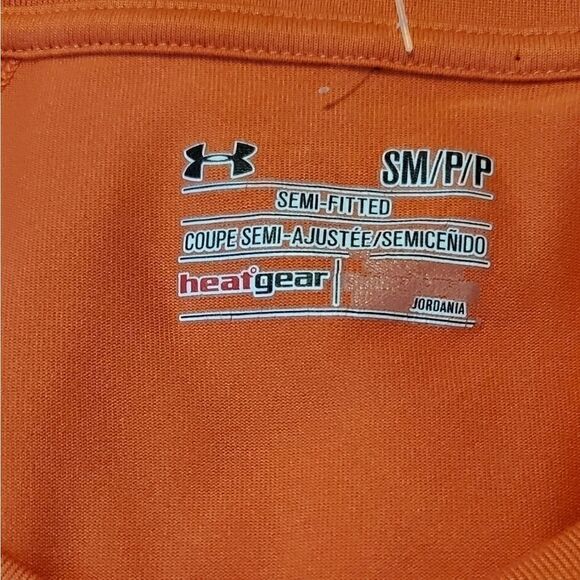 SM/P/P
SEMI-FITTED
COUPE SEMI-AJUSTÉE/SEMICEÑIDO
heatgear
JORDANIA